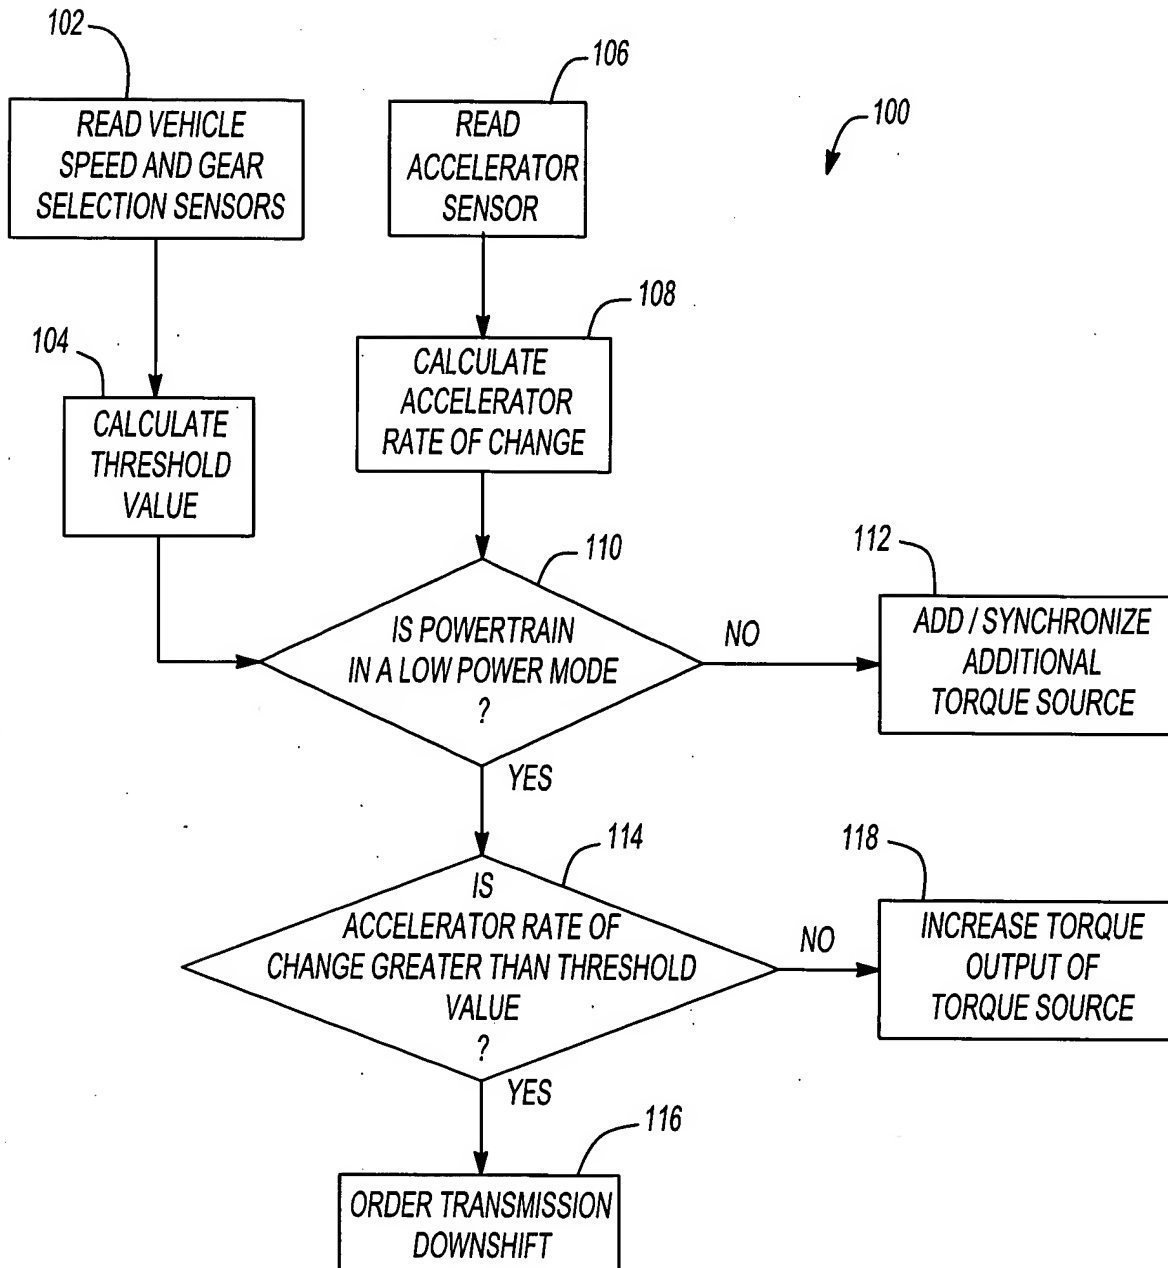 102
READ VEHICLE
SPEED AND GEAR
SELECTION SENSORS
106
READ
ACCELERATOR
SENSOR
100
104
CALCULATE
THRESHOLD
VALUE
108
CALCULATE
ACCELERATOR
RATE OF CHANGE
110
IS POWERTRAIN
IN A LOW POWER MODE
?
NO
112
ADD / SYNCHRONIZE
ADDITIONAL
TORQUE SOURCE
YES
114
IS
ACCELERATOR RATE OF
CHANGE GREATER THAN THRESHOLD
VALUE
?
NO
118
INCREASE TORQUE
OUTPUT OF
TORQUE SOURCE
YES
116
ORDER TRANSMISSION
DOWNSHIFT